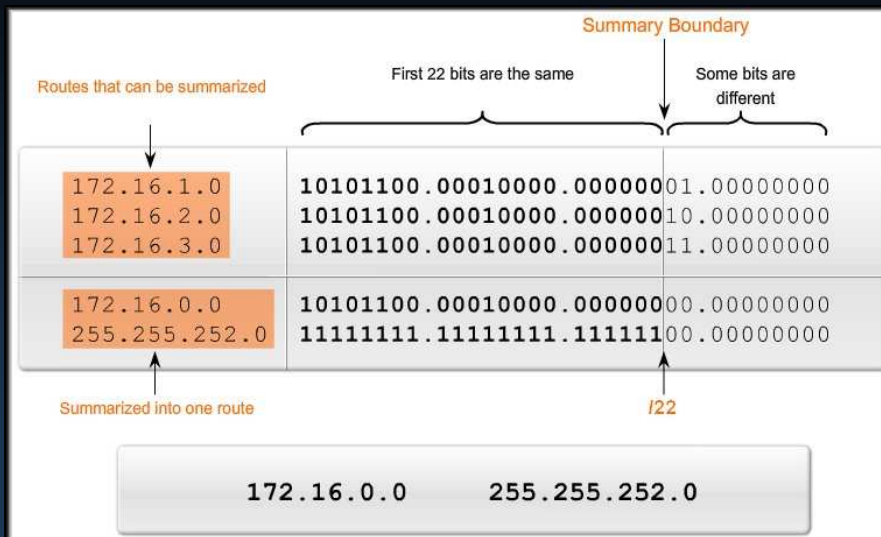 Summary Boundary
Routes that can be summarized
First 22 bits are the same
Some bits are
different
172.16.1.0 10101100.00010000.00000001.00000000
172.16.2.0 10101100.00010000.00000010.00000000
172.16.3.0 10101100.00010000.00000011.00000000
172.16.0.0 10101100.00010000.00000000.00000000
255.255.252.0 11111111.11111111.11111100.00000000
Summarized into one route
/22
172.16.0.0 255.255.252.0